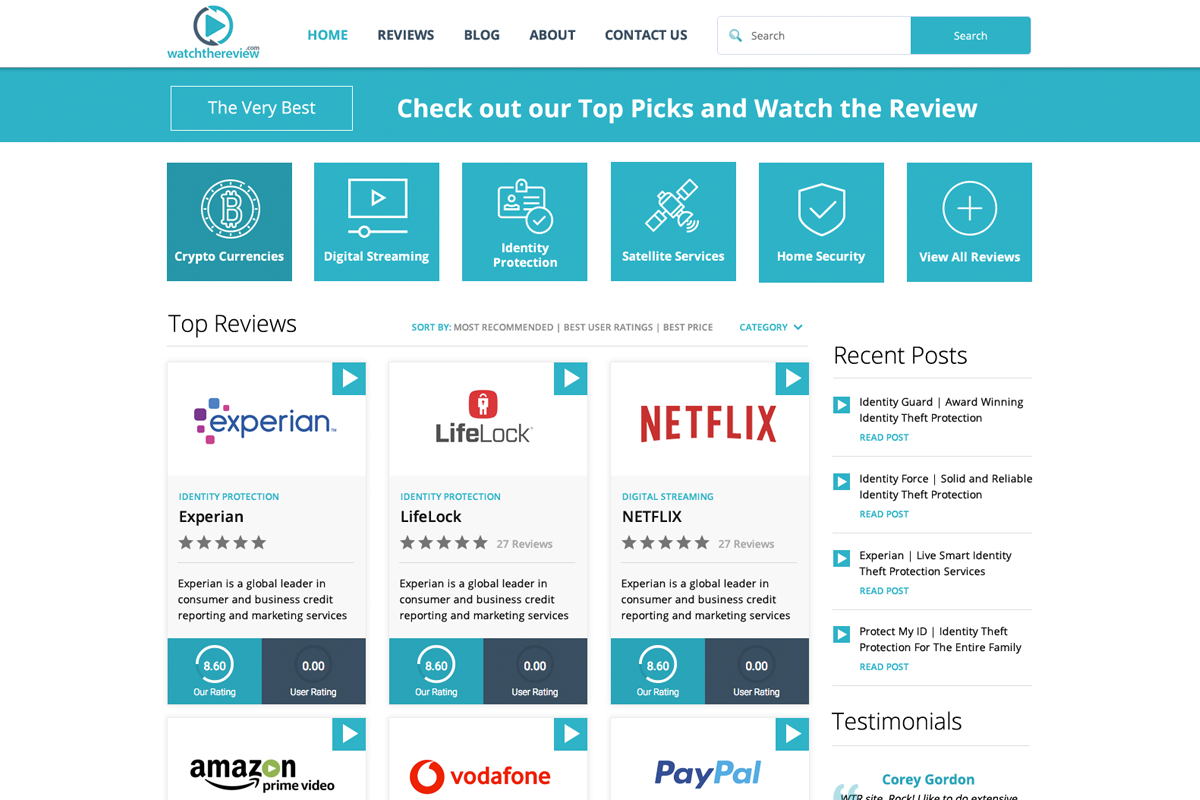 watchthereview
.com
HOME
REVIEWS
BLOG
ABOUT
CONTACT US
Search
Search
The Very Best
Check out our Top Picks and Watch the Review
Crypto Currencies
Digital Streaming
Identity
Protection
Satellite Services
Home Security
View All Reviews
Top Reviews
SORT BY: MOST RECOMMENDED | BEST USER RATINGS | BEST PRICE
CATEGORY
experian™
IDENTITY PROTECTION
Experian
Experian is a global leader in
consumer and business credit
reporting and marketing services
8.60
Our Rating
0.00
User Rating
LifeLock
IDENTITY PROTECTION
LifeLock
27 Reviews
Experian is a global leader in
consumer and business credit
reporting and marketing services
8.60
Our Rating
0.00
User Rating
NETFLIX
DIGITAL STREAMING
NETFLIX
27 Reviews
Experian is a global leader in
consumer and business credit
reporting and marketing services
8.60
Our Rating
0.00
User Rating
amazon
prime video
vodafone
PayPal
Recent Posts
Identity Guard | Award Winning
Identity Theft Protection
READ POST
Identity Force | Solid and Reliable
Identity Theft Protection
READ POST
Experian | Live Smart Identity
Theft Protection Services
READ POST
Protect My ID | Identity Theft
Protection For The Entire Family
READ POST
Testimonials
Corey Gordon
WTR site, Rock! I like to do extensive